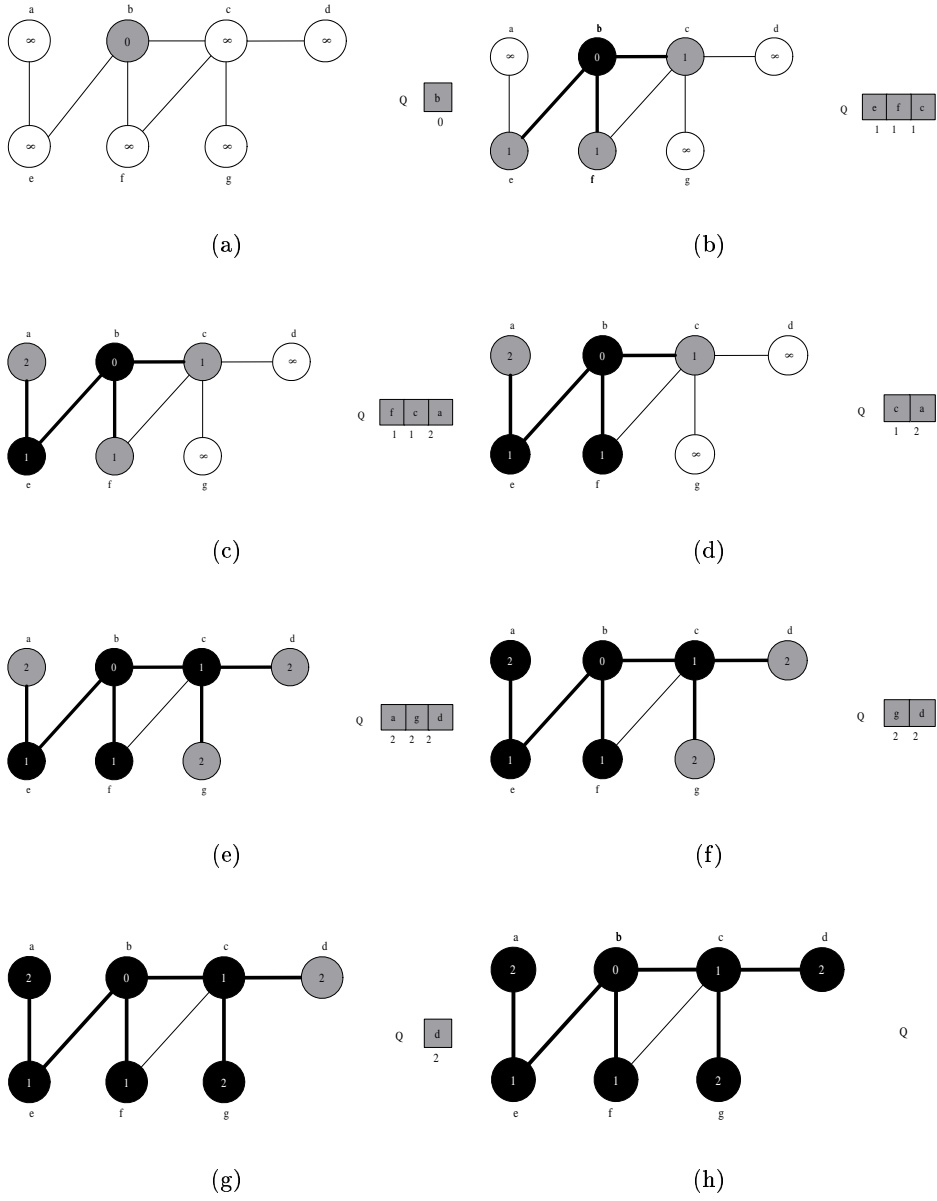 a b c d
∞ 0 ∞ ∞
Q b
0
∞ ∞ ∞
e f g
(a)
a b c d
∞ 0 1 ∞
Q e f c
1 1 1
1 1 ∞
e f g
(b)
a b c d
2 0 1 ∞
Q f c a
1 1 2
1 1 ∞
e f g
(c)
a b c d
2 0 1 ∞
Q c a
1 2
1 1 ∞
e f g
(d)
a b c d
2 0 1 2
Q a g d
2 2 2
1 1 2
e f g
(e)
a b c d
2 0 1 2
Q g d
2 2
1 1 2
e f g
(f)
a b c d
2 0 1 2
Q d
2
1 1 2
e f g
(g)
a b c d
2 0 1 2
Q
1 1 2
e f g
(h)